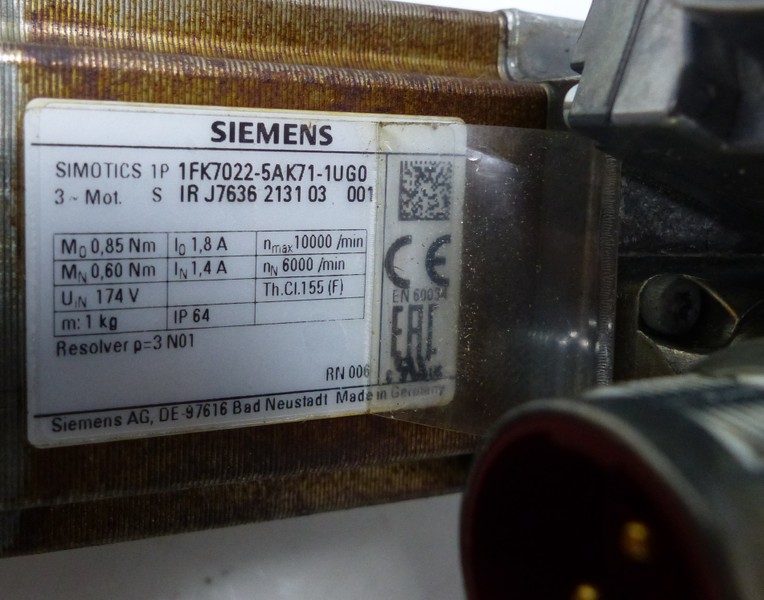 SIEMENS
SIMOTICS 1P 1FK7022-5AK71-1UG0
3 ~ Mot. S IR J7636 2131 03 001
M0 0,85 Nm I0 1,8 A nmax 10000 /min
MN 0,60 Nm IN 1,4 A nN 6000 /min
UiN 174 V Th.Cl.155 (F)
m: 1 kg IP 64
CE
EN 60034
EAC
Resolver p=3 N01
RN 006
Siemens AG, DE-97616 Bad Neustadt Made in Germany